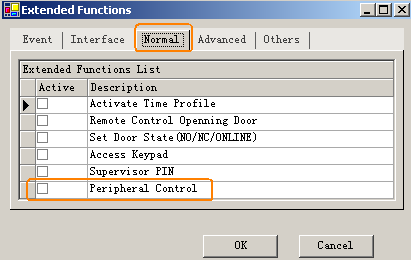 Extended Functions
Event Interface Normal Advanced Others
Extended Functions List
Active Description
Activate Time Profile
Remote Control Openning Door
Set Door State(NO/NC/ONLINE)
Access Keypad
Supervisor PIN
Peripheral Control
OK Cancel